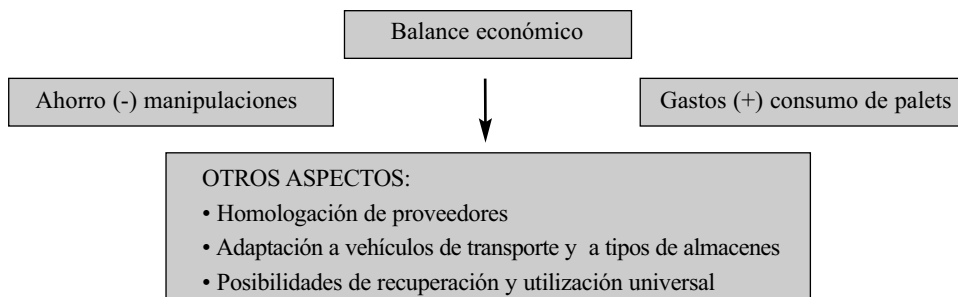 Balance económico
Ahorro (-) manipulaciones
Gastos (+) consumo de palets
OTROS ASPECTOS:
• Homologación de proveedores
• Adaptación a vehículos de transporte y a tipos de almacenes
• Posibilidades de recuperación y utilización universal